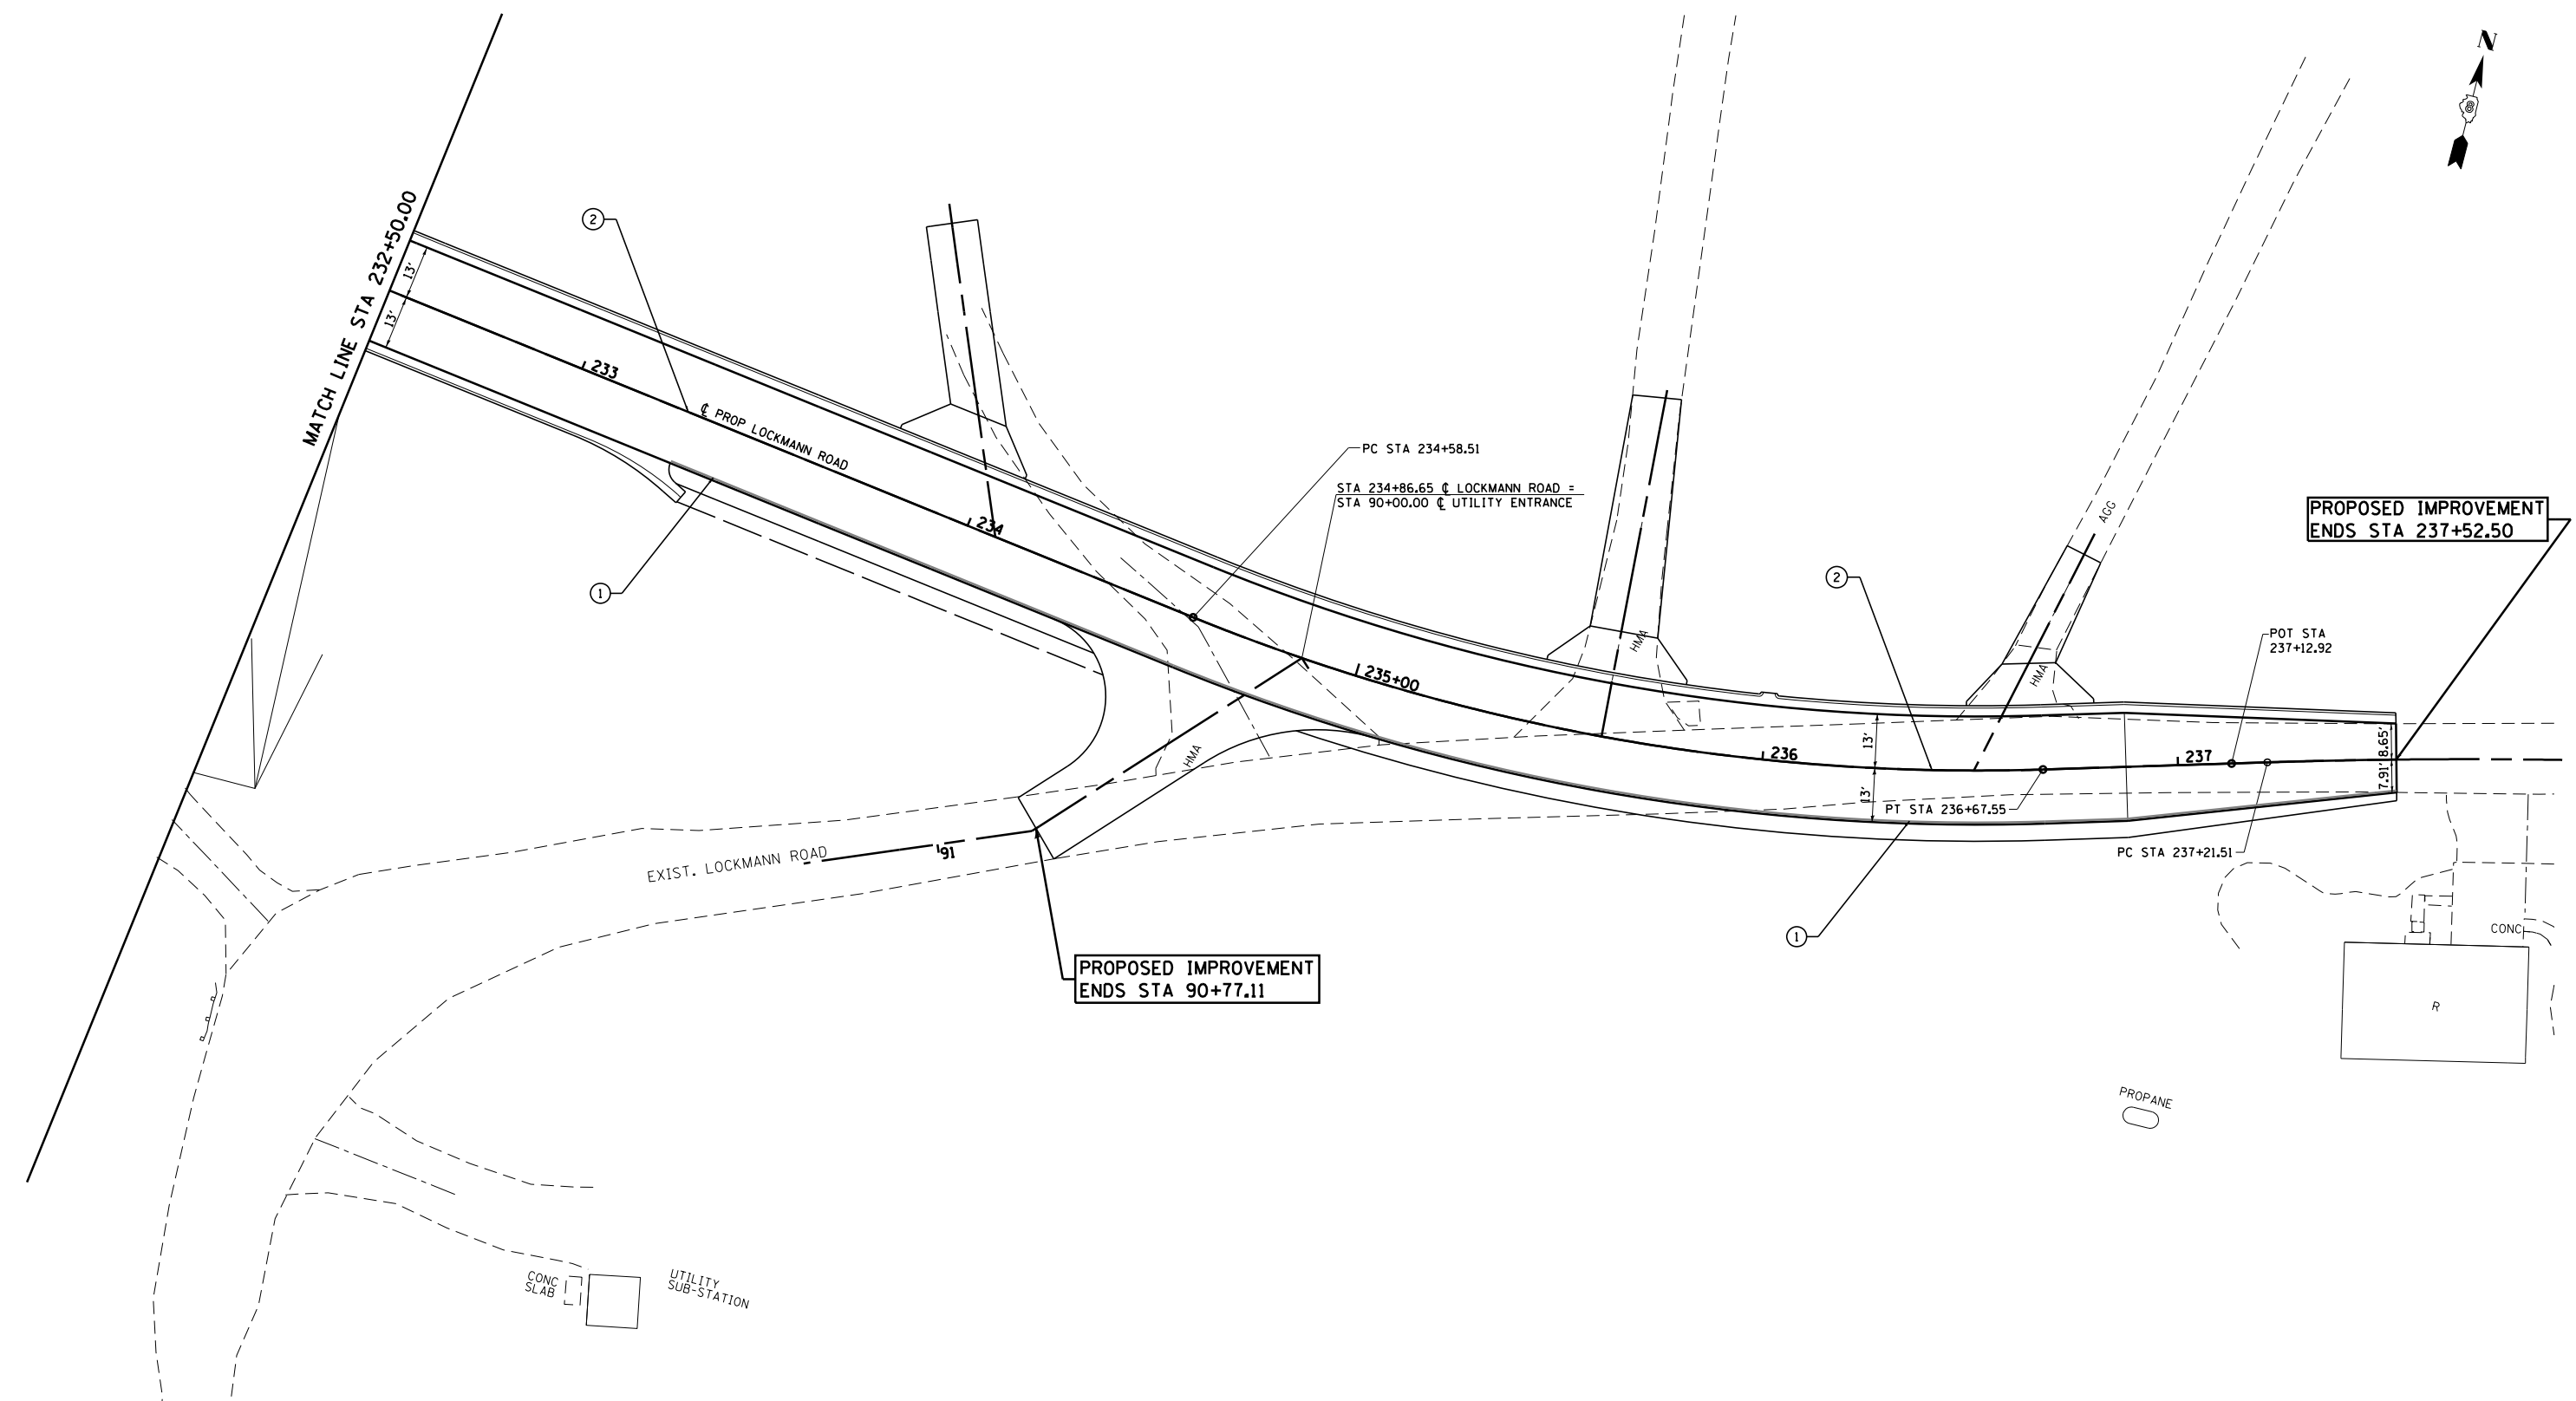 N
MATCH LINE STA 232+50.00
13'
13'
2
233
℄ PROP LOCKMANN ROAD
1
234
PC STA 234+58.51
STA 234+86.65 ℄ LOCKMANN ROAD =
STA 90+00.00 ℄ UTILITY ENTRANCE
235+00
HMA
HMA
AGG
HMA
2
236
13'
13'
PT STA 236+67.55
1
237
POT STA
237+12.92
PC STA 237+21.51
8.65'
7.91'
PROPOSED IMPROVEMENT
ENDS STA 237+52.50
EXIST. LOCKMANN ROAD
91
PROPOSED IMPROVEMENT
ENDS STA 90+77.11
CONC
R
PROPANE
CONC
SLAB
UTILITY
SUB-STATION